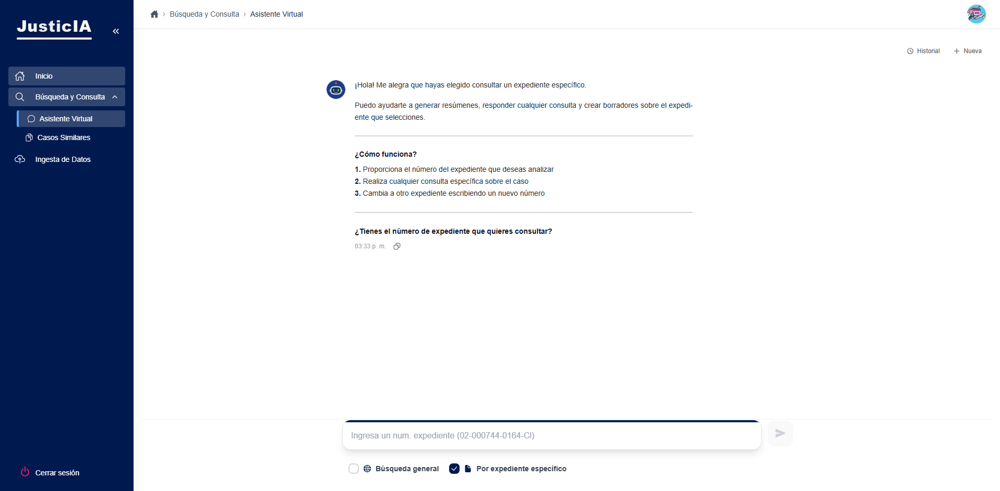 JusticIA
Inicio
Búsqueda y Consulta
Asistente Virtual
Casos Similares
Ingesta de Datos
Cerrar sesión
Búsqueda y Consulta › Asistente Virtual
Historial
Nueva
¡Hola! Me alegra que hayas elegido consultar un expediente específico.
Puedo ayudarte a generar resúmenes, responder cualquier consulta y crear borradores sobre el expedi-
ente que selecciones.
¿Cómo funciona?
1. Proporciona el número del expediente que deseas analizar
2. Realiza cualquier consulta específica sobre el caso
3. Cambia a otro expediente escribiendo un nuevo número
¿Tienes el número de expediente que quieres consultar?
03:33 p. m.
Ingresa un num. expediente (02-000744-0164-CI)
Búsqueda general
Por expediente específico